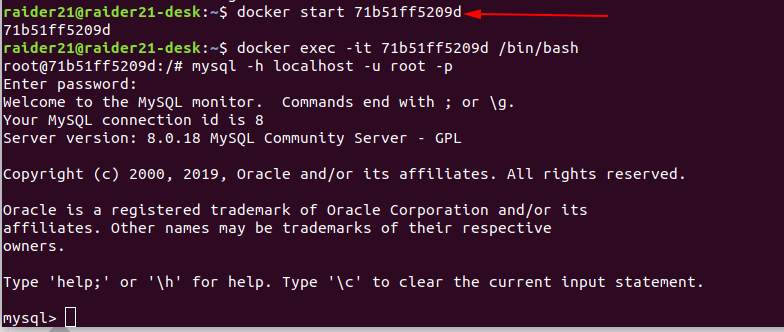 raider21@raider21-desk:~$ docker start 71b51ff5209d
71b51ff5209d
raider21@raider21-desk:~$ docker exec -it 71b51ff5209d /bin/bash
root@71b51ff5209d:/# mysql -h localhost -u root -p
Enter password:
Welcome to the MySQL monitor.  Commands end with ; or \g.
Your MySQL connection id is 8
Server version: 8.0.18 MySQL Community Server - GPL
Copyright (c) 2000, 2019, Oracle and/or its affiliates. All rights reserved.
Oracle is a registered trademark of Oracle Corporation and/or its
affiliates. Other names may be trademarks of their respective
owners.
Type 'help;' or '\h' for help. Type '\c' to clear the current input statement.
mysql>